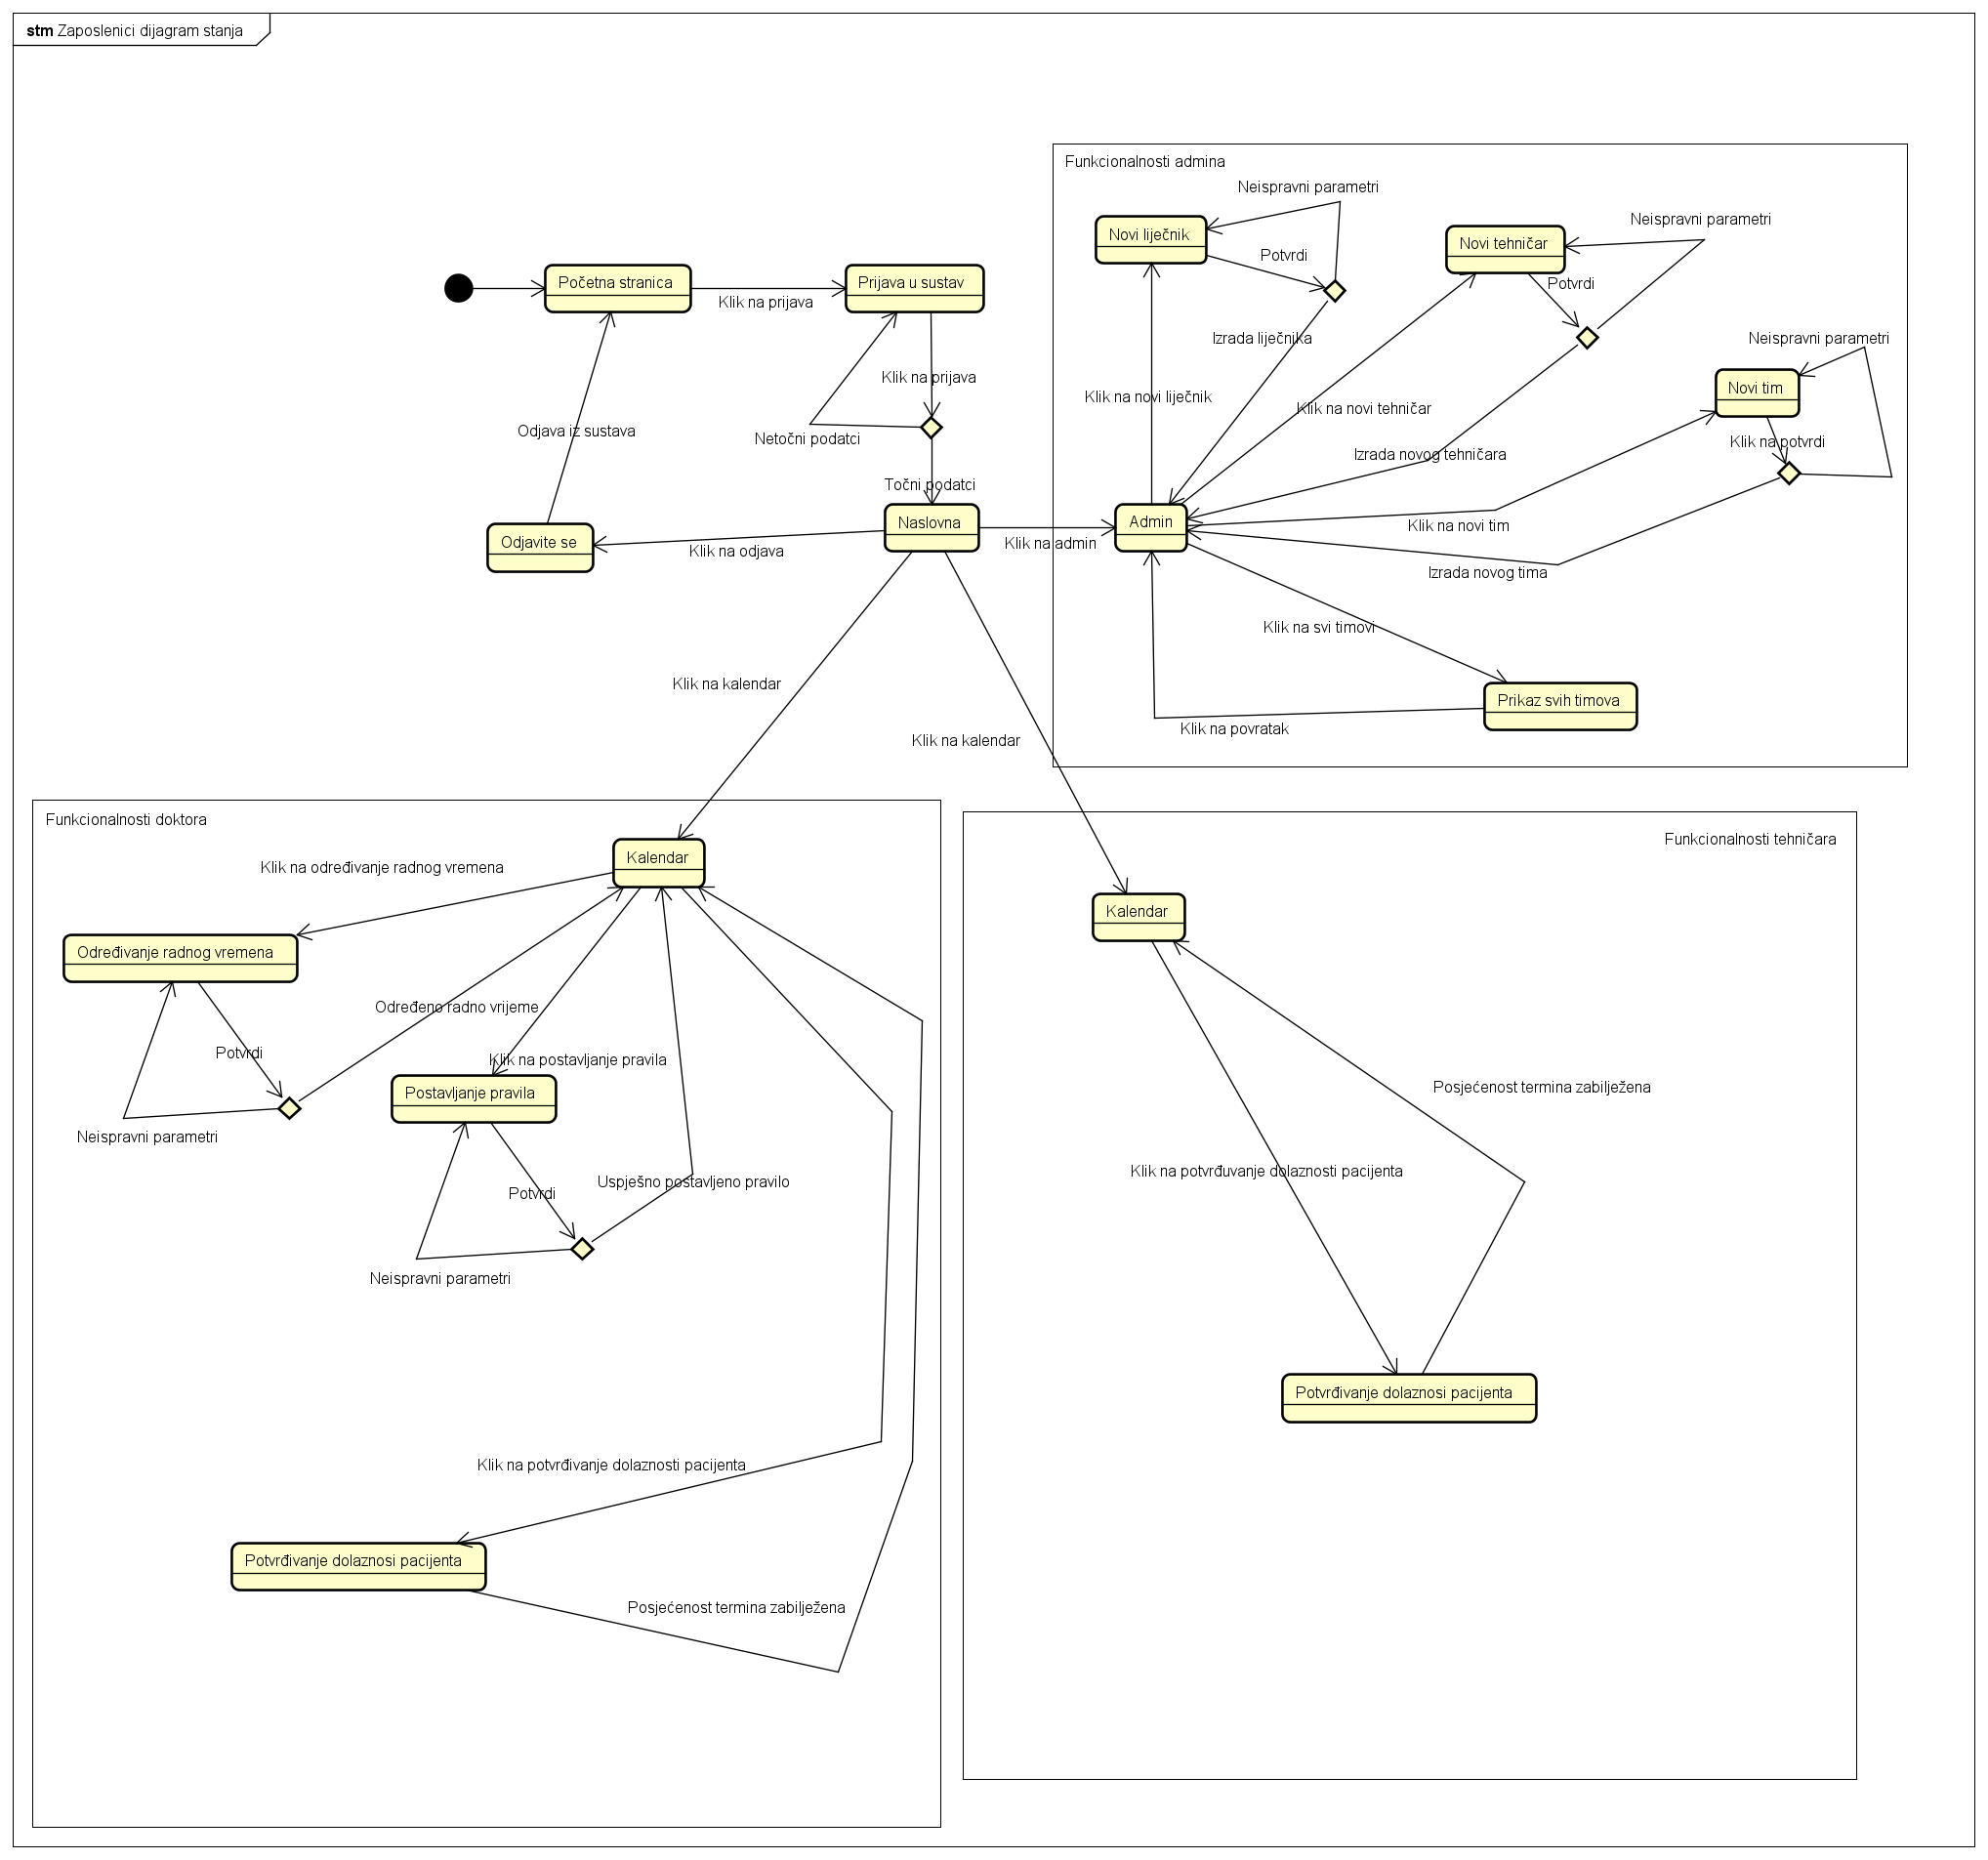 stm Zaposlenici dijagram stanja
Funkcionalnosti admina
Neispravni parametri
Novi liječnik
Potvrdi
Neispravni parametri
Novi tehničar
Potvrdi
Početna stranica
Klik na prijava
Prijava u sustav
Izrada liječnika
Neispravni parametri
Klik na prijava
Novi tim
Klik na novi liječnik
Klik na novi tehničar
Odjava iz sustava
Netočni podatci
Klik na potvrdi
Izrada novog tehničara
Točni podatci
Naslovna
Admin
Klik na novi tim
Odjavite se
Klik na odjava
Klik na admin
Izrada novog tima
Klik na svi timovi
Klik na kalendar
Prikaz svih timova
Klik na povratak
Klik na kalendar
Funkcionalnosti doktora
Funkcionalnosti tehničara
Kalendar
Klik na određivanje radnog vremena
Kalendar
Određivanje radnog vremena
Određeno radno vrijeme
Potvrdi
Klik na postavljanje pravila
Posjećenost termina zabilježena
Postavljanje pravila
Neispravni parametri
Klik na potvrđuvanje dolaznosti pacijenta
Uspješno postavljeno pravilo
Potvrdi
Neispravni parametri
Potvrđivanje dolaznosi pacijenta
Klik na potvrđivanje dolaznosti pacijenta
Potvrđivanje dolaznosi pacijenta
Posjećenost termina zabilježena